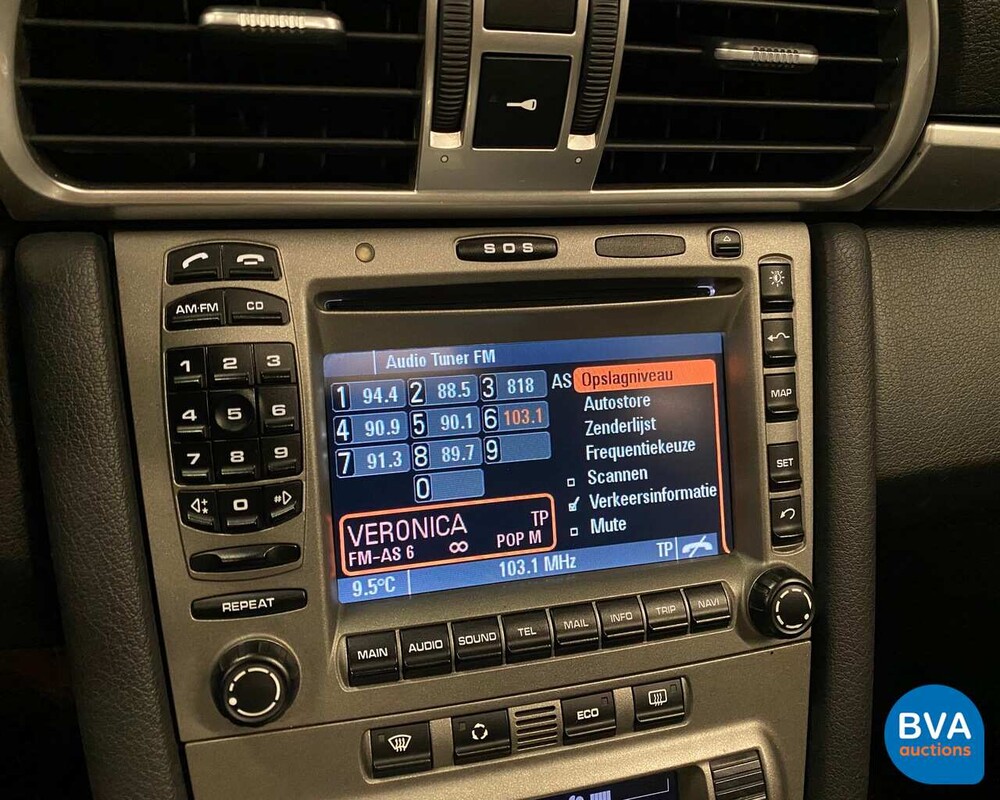 SOS
AM·FM CD
1 2 3
4 5 6
7 8 9
* 0 #
REPEAT
Audio Tuner FM
1 94.4 2 88.5 3 818 AS
4 90.9 5 90.1 6 103.1
7 91.3 8 89.7 9
0
Opslagniveau
Autostore
Zenderlijst
Frequentiekeuze
Scannen
Verkeersinformatie
Mute
VERONICA TP
FM-AS 6 ∞ POP M
9.5°C 103.1 MHz TP
MAP
SET
MAIN AUDIO SOUND TEL MAIL INFO TRIP NAVI
ECO
BVA
auctions